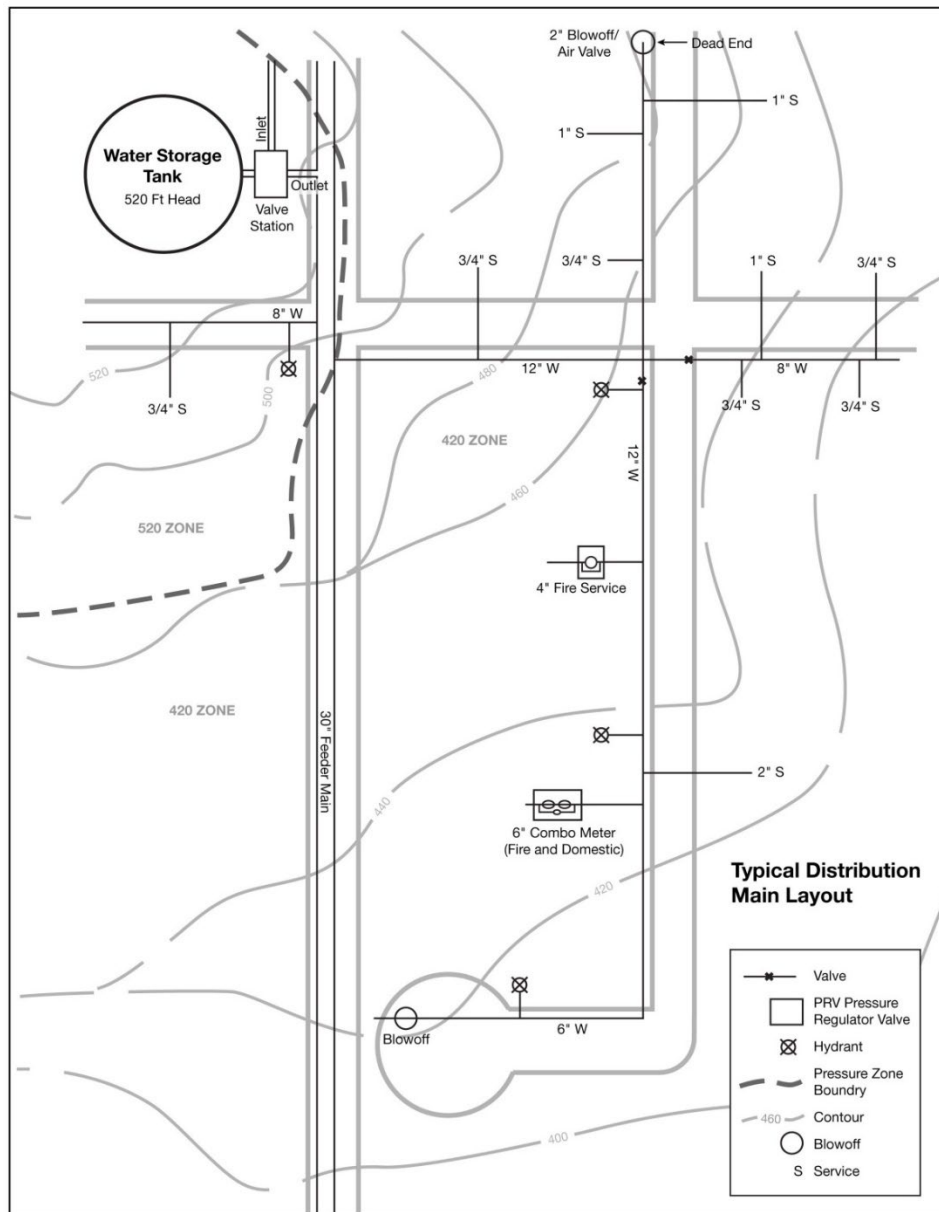 2" Blowoff/
Air Valve
Dead End
1" S
1" S
Inlet
Water Storage
Tank
520 Ft Head
Outlet
Valve
Station
3/4" S
3/4" S
1" S
3/4" S
8" W
520
500
480
12" W
8" W
3/4" S
3/4" S
3/4" S
420 ZONE
12" W
460
520 ZONE
4" Fire Service
420 ZONE
30" Feeder Main
2" S
440
6" Combo Meter
(Fire and Domestic)
420
Typical Distribution
Main Layout
Blowoff
6" W
400
Valve
PRV Pressure
Regulator Valve
Hydrant
Pressure Zone
Boundry
460
Contour
Blowoff
S Service